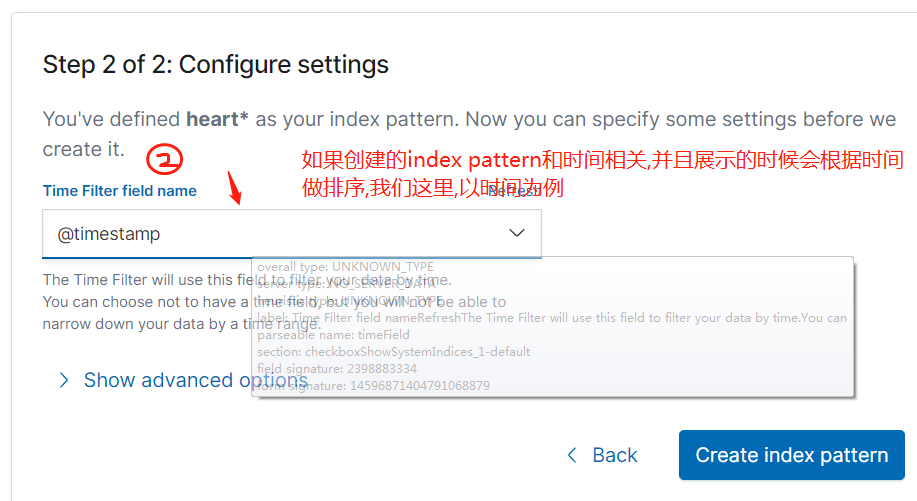 Step 2 of 2: Configure settings
You've defined heart* as your index pattern. Now you can specify some settings before we
create it.
②
如果创建的index pattern和时间相关,并且展示的时候会根据时间
做排序,我们这里,以时间为例
Time Filter field name
Refresh
@timestamp
The Time Filter will use this field to filter your data by time.
You can choose not to have a time field, but you will not be able to
narrow down your data by a time range.
overall type: UNKNOWN_TYPE
server type: NO_SERVER_DATA
heuristic type: UNKNOWN_TYPE
label: Time Filter field nameRefreshThe Time Filter will use this field to filter your data by time.You can
parseable name: timeField
section: checkboxShowSystemIndices_1-default
field signature: 2398883334
form signature: 14596871404791068879
Show advanced options
Back
Create index pattern